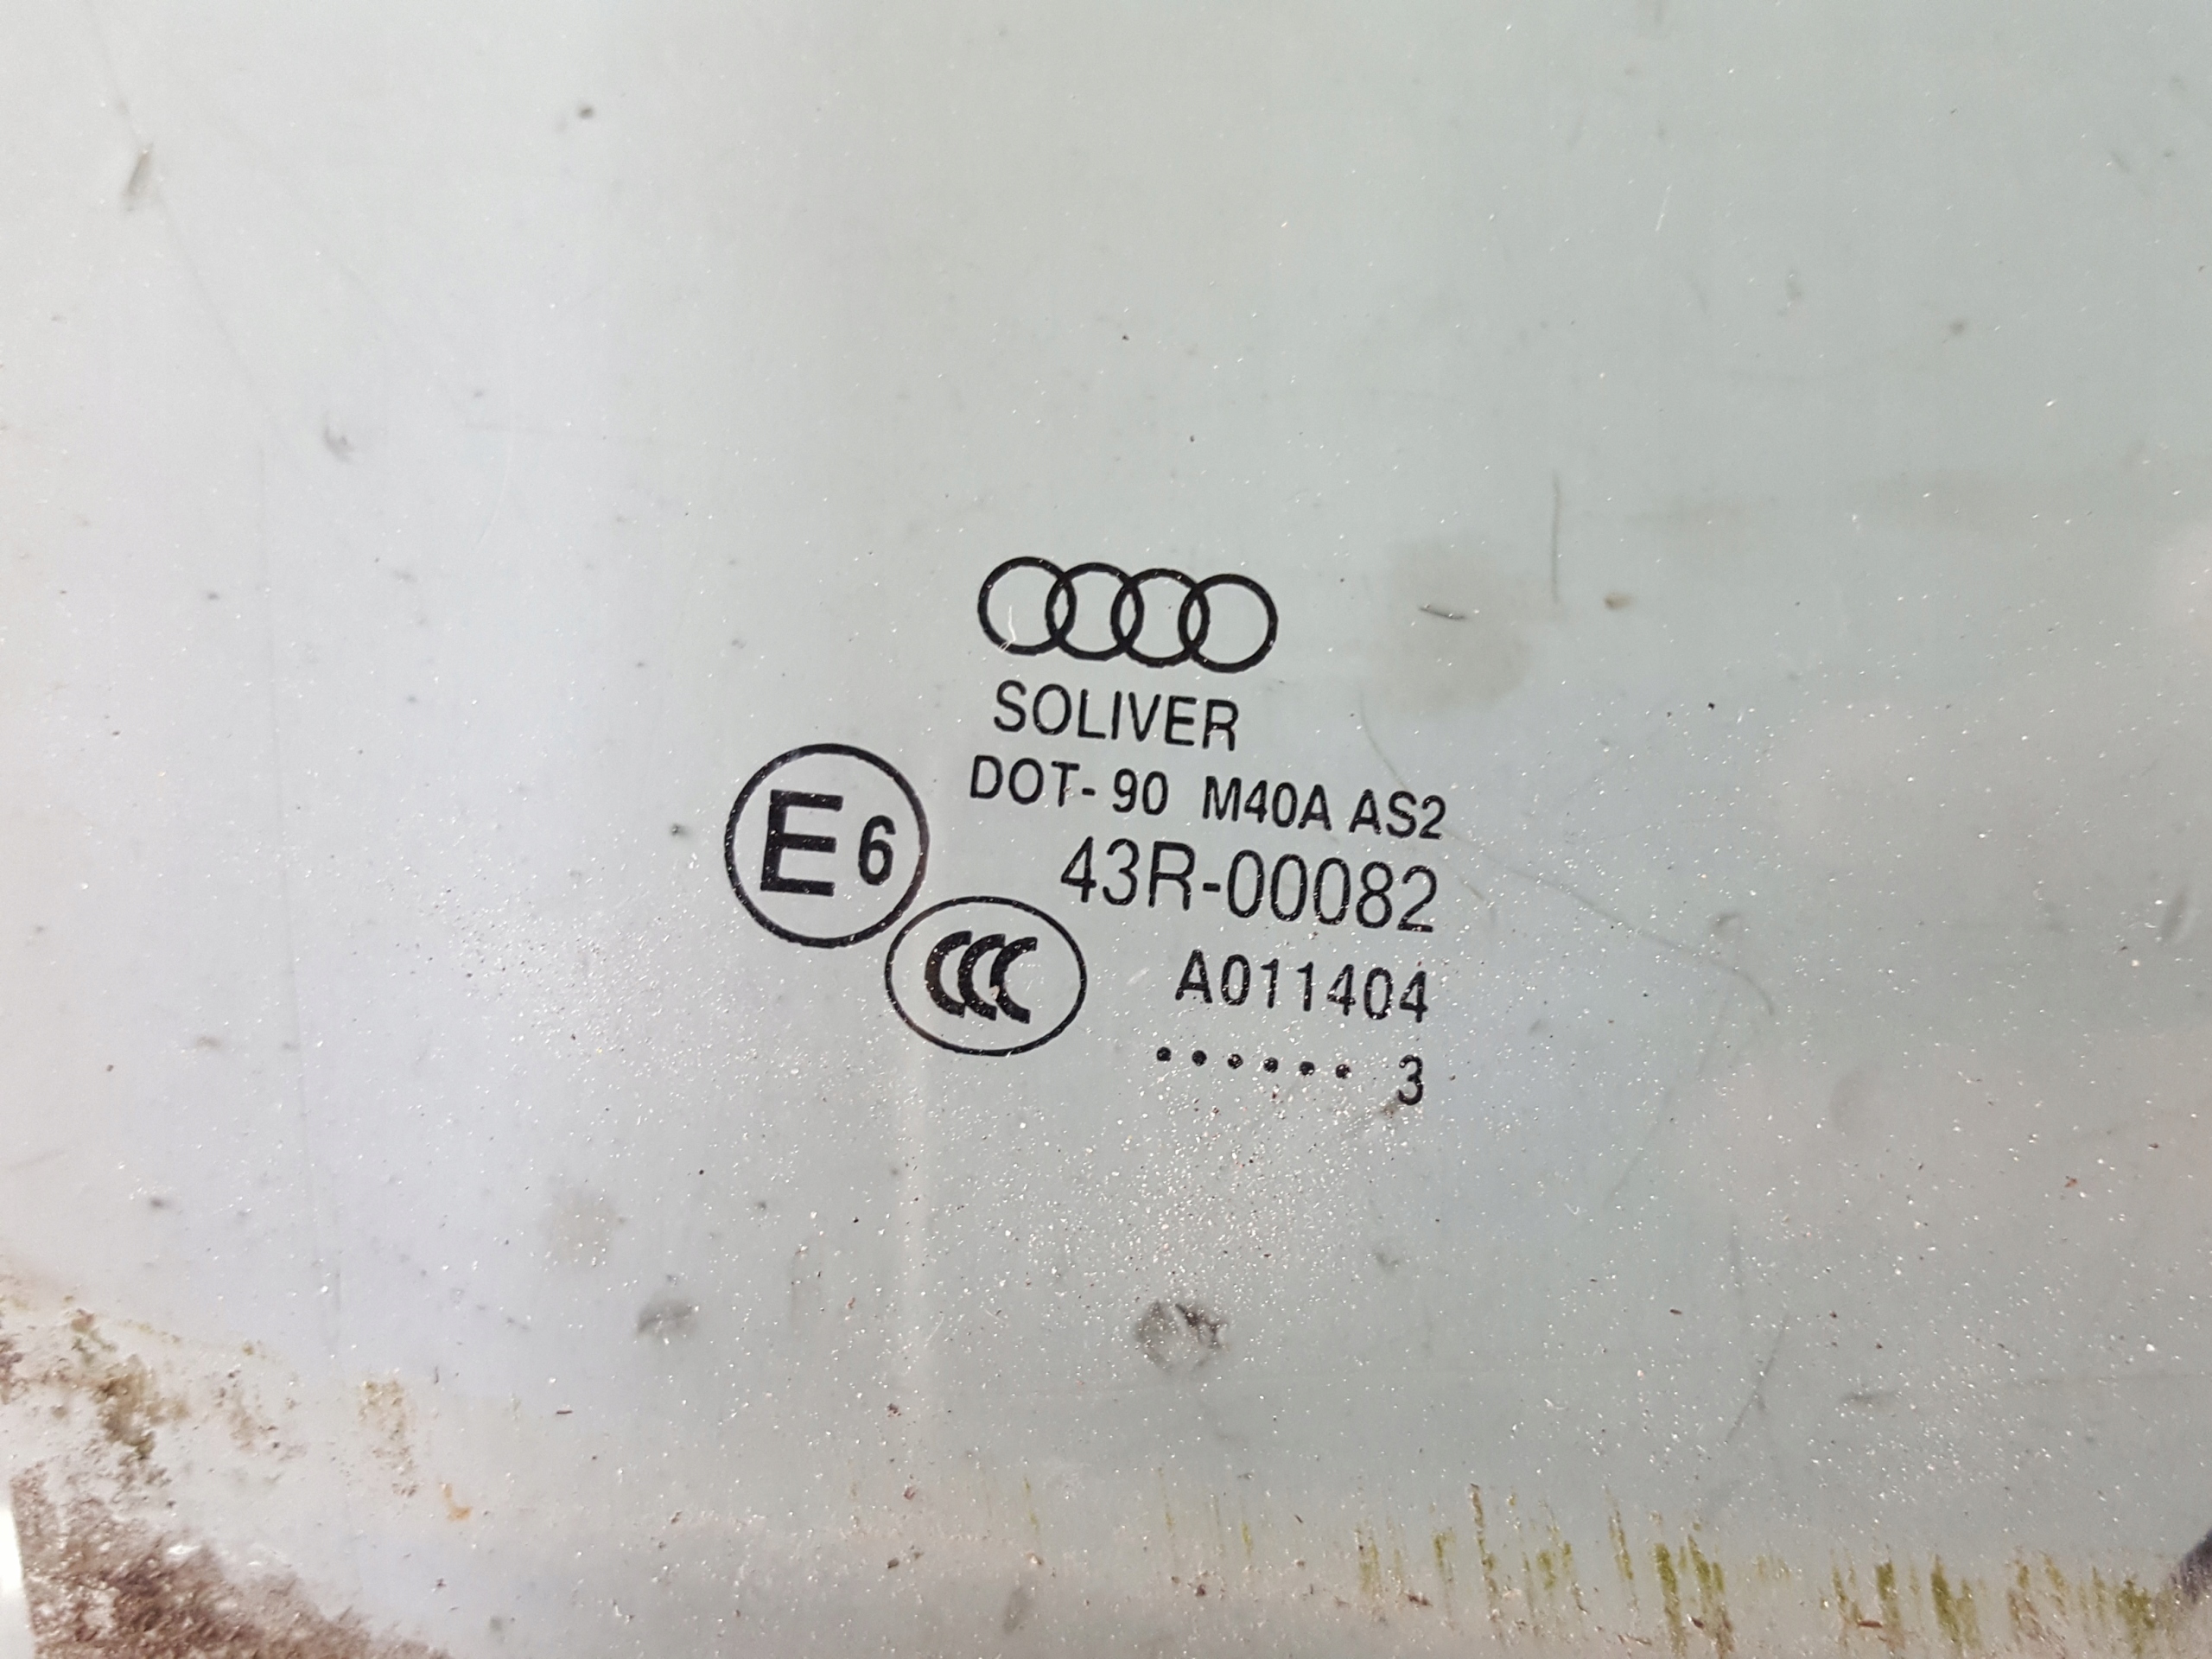 SOLIVER
DOT-90 M40A AS2
E6
43R-00082
CCC
A011404
...... 3